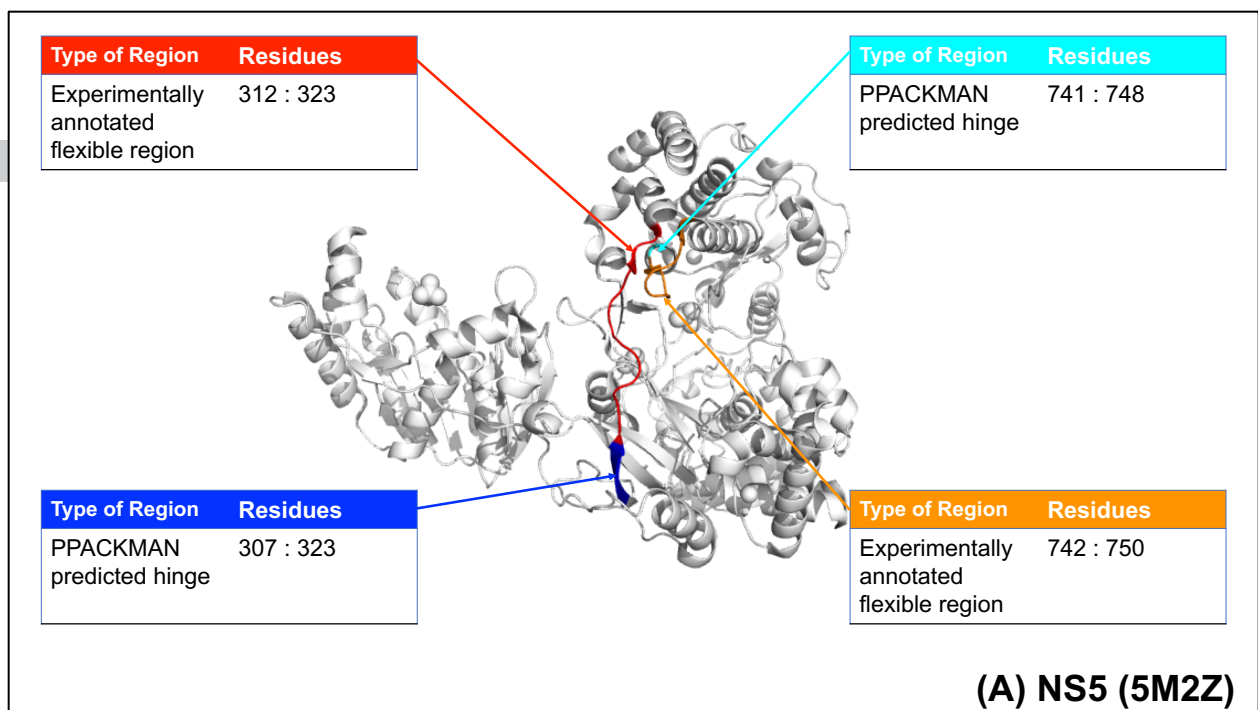 Type of Region Residues
Experimentally 312 : 323
annotated
flexible region
Type of Region Residues
PPACKMAN 741 : 748
predicted hinge
Type of Region Residues
PPACKMAN 307 : 323
predicted hinge
Type of Region Residues
Experimentally 742 : 750
annotated
flexible region
(A) NS5 (5M2Z)